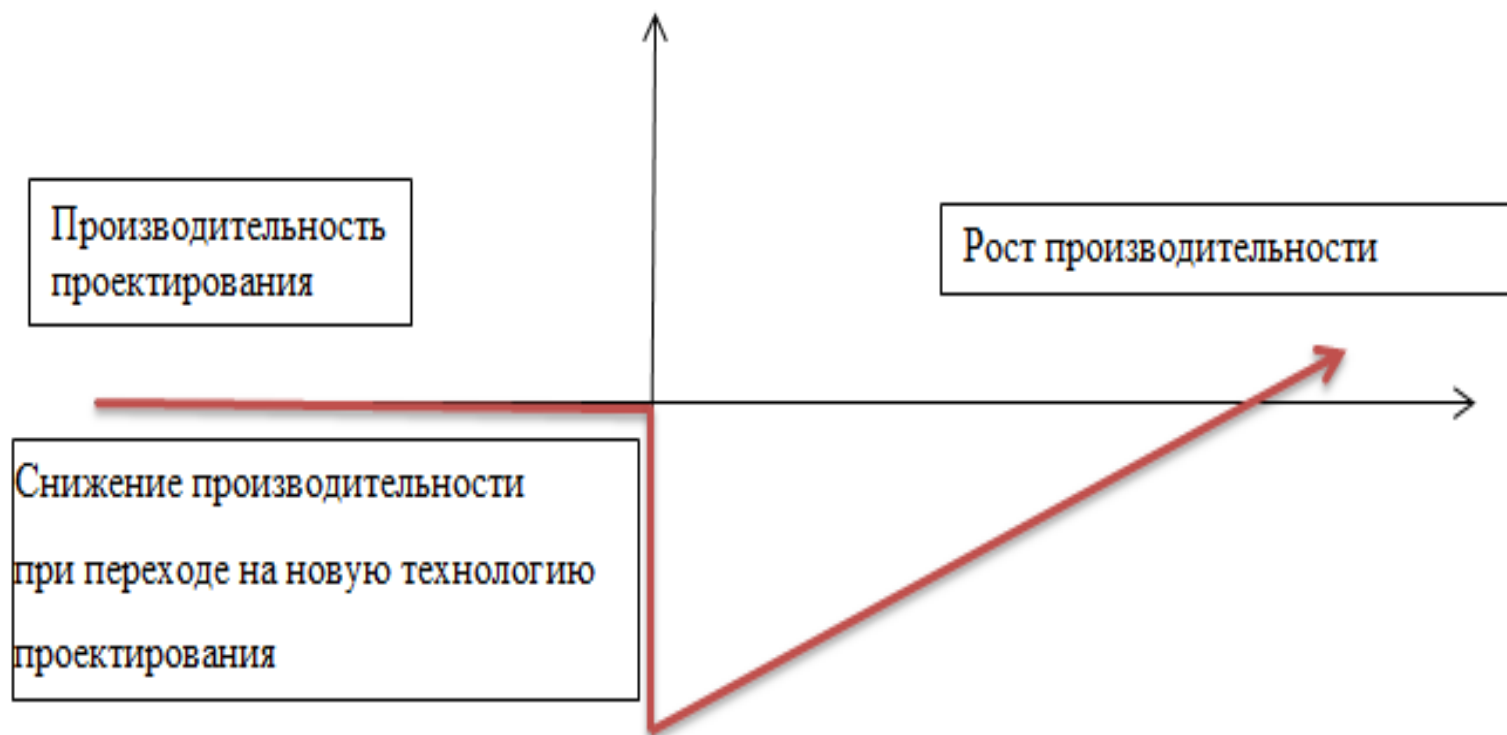 Производительность
проектирования
Рост производительности
Снижение производительности
при переходе на новую технологию
проектирования